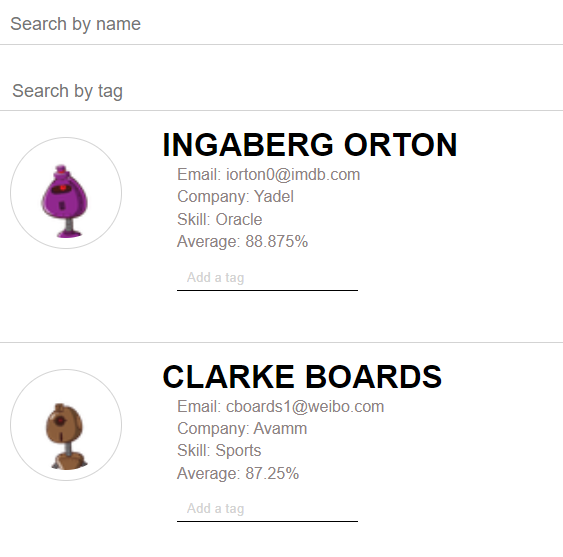 Search by name
Search by tag
INGABERG ORTON
Email: iorton0@imdb.com
Company: Yadel
Skill: Oracle
Average: 88.875%
Add a tag
CLARKE BOARDS
Email: cboards1@weibo.com
Company: Avamm
Skill: Sports
Average: 87.25%
Add a tag